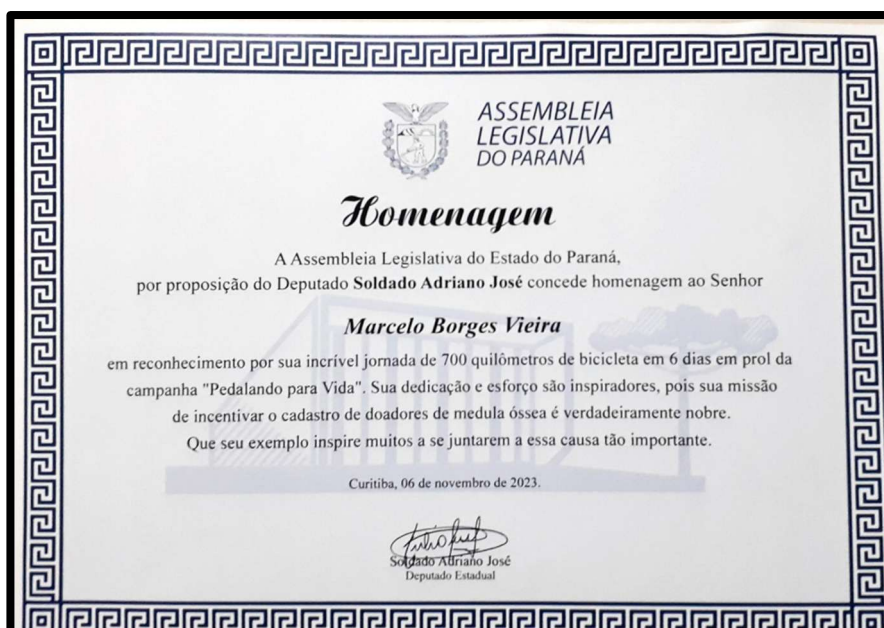 ASSEMBLEIA
LEGISLATIVA
DO PARANÁ
Homenagem
A Assembleia Legislativa do Estado do Paraná,
por proposição do Deputado Soldado Adriano José concede homenagem ao Senhor
Marcelo Borges Vieira
em reconhecimento por sua incrível jornada de 700 quilômetros de bicicleta em 6 dias em prol da
campanha "Pedalando para Vida". Sua dedicação e esforço são inspiradores, pois sua missão
de incentivar o cadastro de doadores de medula óssea é verdadeiramente nobre.
Que seu exemplo inspire muitos a se juntarem a essa causa tão importante.
Curitiba, 06 de novembro de 2023.
Soldado Adriano José
Deputado Estadual